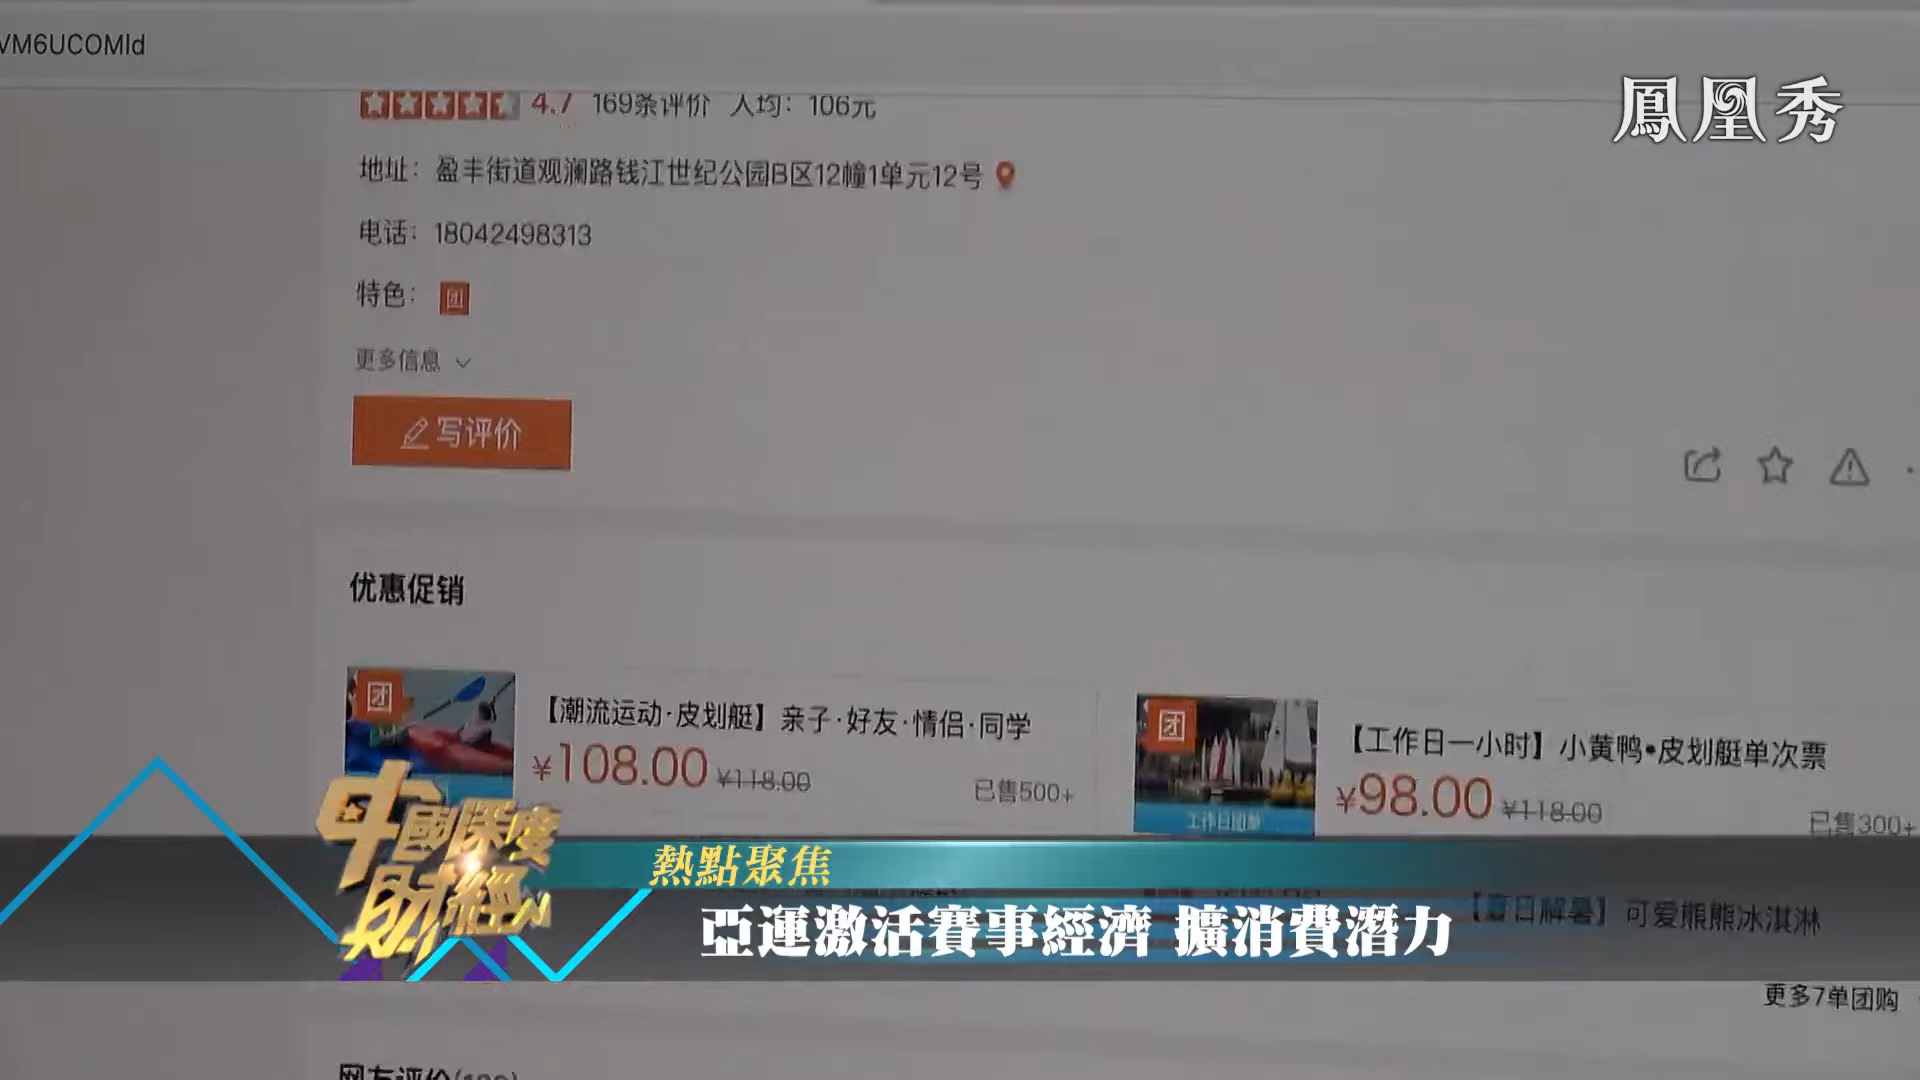 VM6UCOMId
鳳凰秀
4.7 169条评价 人均：106元
地址：盈丰街道观澜路钱江世纪公园B区12幢1单元12号
电话：18042498313
特色：团
更多信息
写评价
优惠促销
团
【潮流运动·皮划艇】亲子·好友·情侣·同学
¥108.00 ¥118.00
已售500+
团
【工作日一小时】小黄鸭•皮划艇单次票
¥98.00 ¥118.00
已售300+
中國深度
財經
熱點聚焦
亞運激活賽事經濟 擴消費潛力
【夏日解暑】可爱熊熊冰淇淋
更多7单团购
网友评价